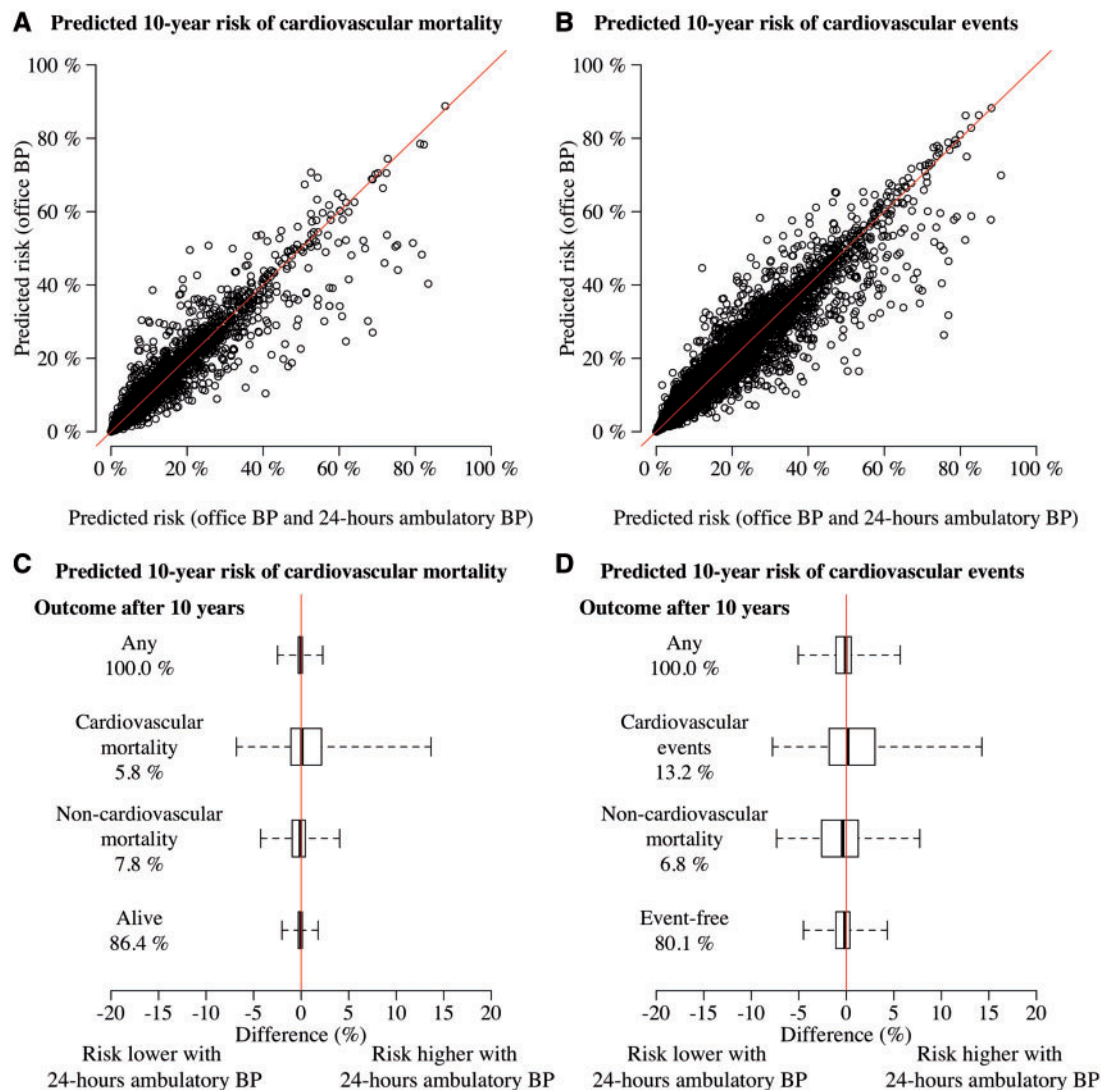 A Predicted 10-year risk of cardiovascular mortality
100 %
80 %
60 %
40 %
20 %
0 %
Predicted risk (office BP)
0 % 20 % 40 % 60 % 80 % 100 %
Predicted risk (office BP and 24-hours ambulatory BP)
B Predicted 10-year risk of cardiovascular events
100 %
80 %
60 %
40 %
20 %
0 %
Predicted risk (office BP)
0 % 20 % 40 % 60 % 80 % 100 %
Predicted risk (office BP and 24-hours ambulatory BP)
C Predicted 10-year risk of cardiovascular mortality
Outcome after 10 years
Any
100.0 %
Cardiovascular
mortality
5.8 %
Non-cardiovascular
mortality
7.8 %
Alive
86.4 %
-20 -15 -10 -5 0 5 10 15 20
Difference (%)
Risk lower with
24-hours ambulatory BP
Risk higher with
24-hours ambulatory BP
D Predicted 10-year risk of cardiovascular events
Outcome after 10 years
Any
100.0 %
Cardiovascular
events
13.2 %
Non-cardiovascular
mortality
6.8 %
Event-free
80.1 %
-20 -15 -10 -5 0 5 10 15 20
Difference (%)
Risk lower with
24-hours ambulatory BP
Risk higher with
24-hours ambulatory BP